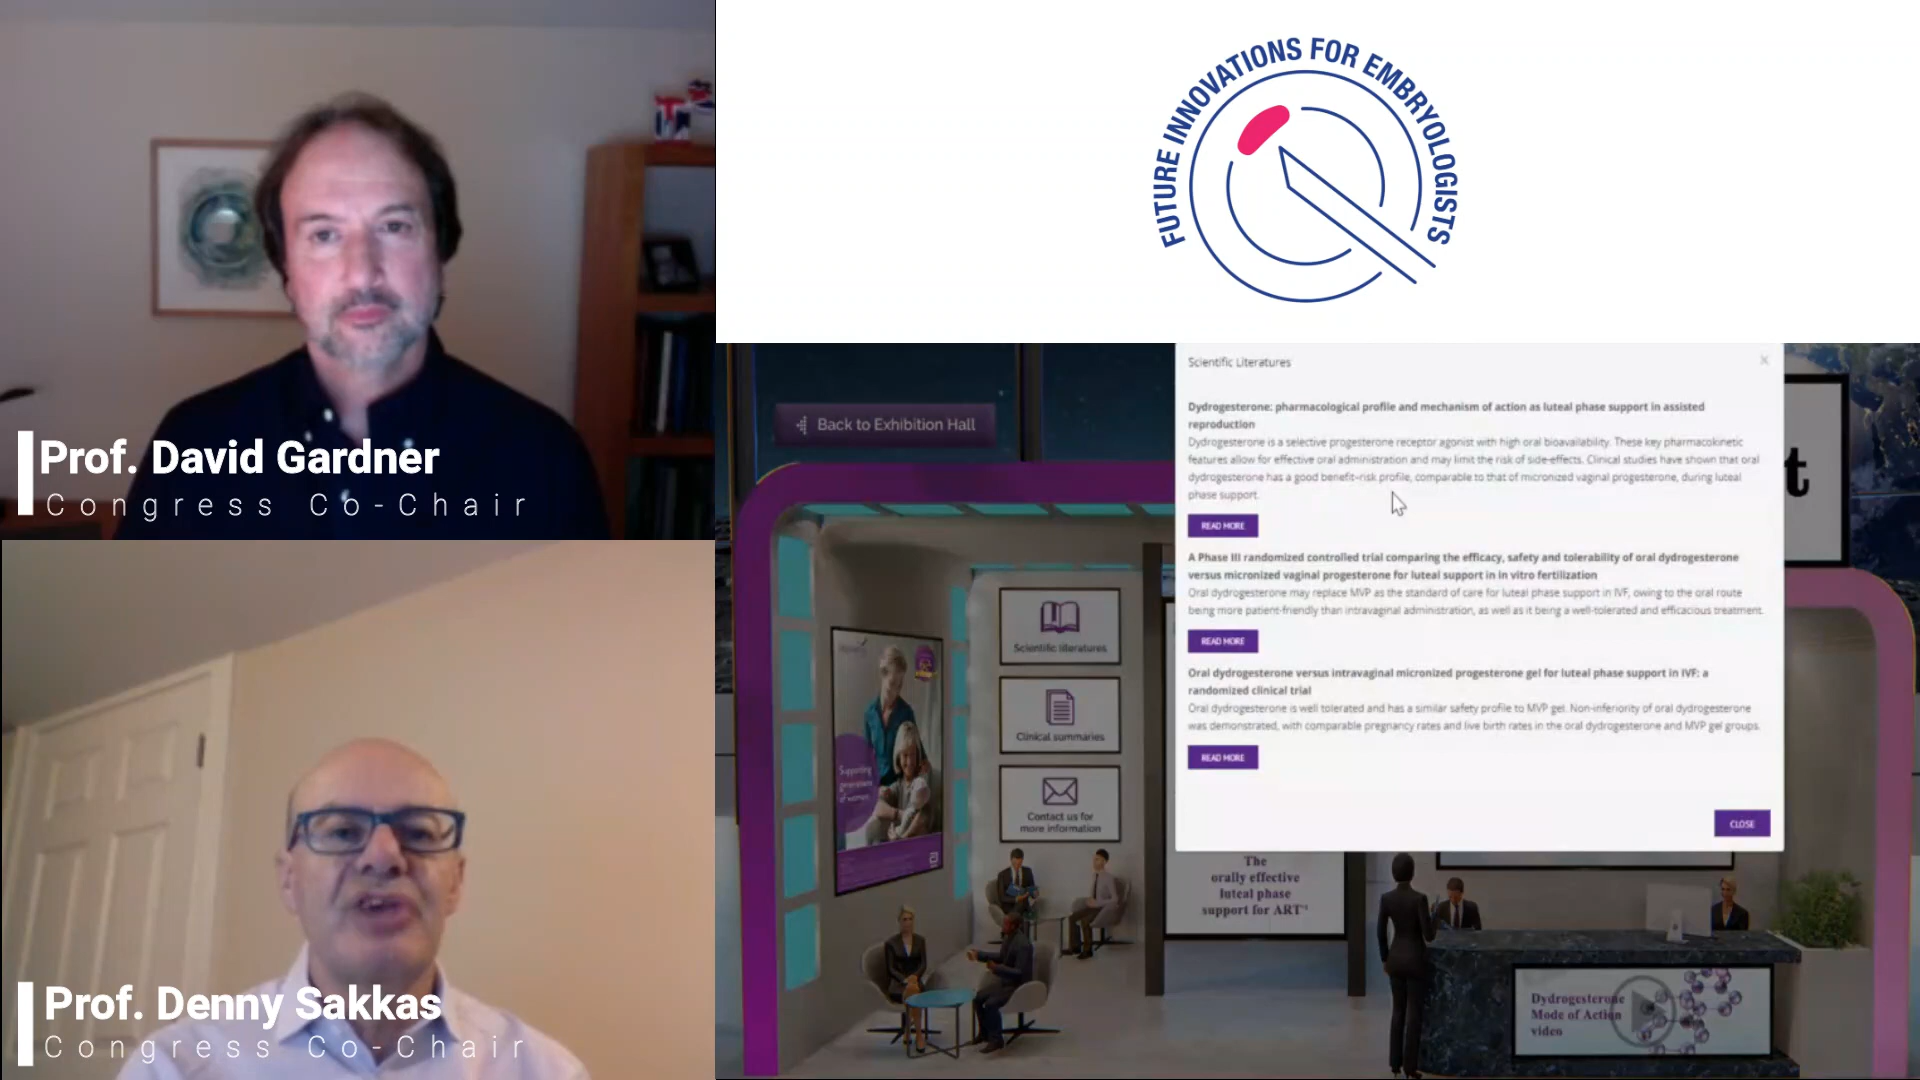 Prof. David Gardner
Congress Co-Chair
Prof. Denny Sakkas
Congress Co-Chair
FUTURE INNOVATIONS FOR EMBRYOLOGISTS
Back to Exhibition Hall
Scientific Literatures
Dydrogesterone: pharmacological profile and mechanism of action as luteal phase support in assisted
reproduction
Dydrogesterone is a selective progesterone receptor agonist with high oral bioavailability. These key pharmacokinetic
features allow for effective oral administration and may limit the risk of side-effects. Clinical studies have shown that oral
dydrogesterone has a good benefit–risk profile, comparable to that of micronized vaginal progesterone, during luteal
phase support.
READ MORE
A Phase III randomized controlled trial comparing the efficacy, safety and tolerability of oral dydrogesterone
versus micronized vaginal progesterone for luteal support in in vitro fertilization
Oral dydrogesterone may replace MVP as the standard of care for luteal phase support in IVF, owing to the oral route
being more patient-friendly than intravaginal administration, as well as it being a well-tolerated and efficacious treatment.
READ MORE
Oral dydrogesterone versus intravaginal micronized progesterone gel for luteal phase support in IVF: a
randomized clinical trial
Oral dydrogesterone is well tolerated and has a similar safety profile to MVP gel. Non-inferiority of oral dydrogesterone
was demonstrated, with comparable pregnancy rates and live birth rates in the oral dydrogesterone and MVP gel groups.
READ MORE
CLOSE
t
Scientific literatures
Clinical summaries
Contact us for
more information
Supporting
generations
of women
The
orally effective
luteal phase
support for ART
Dydrogesterone
Mode of Action
video